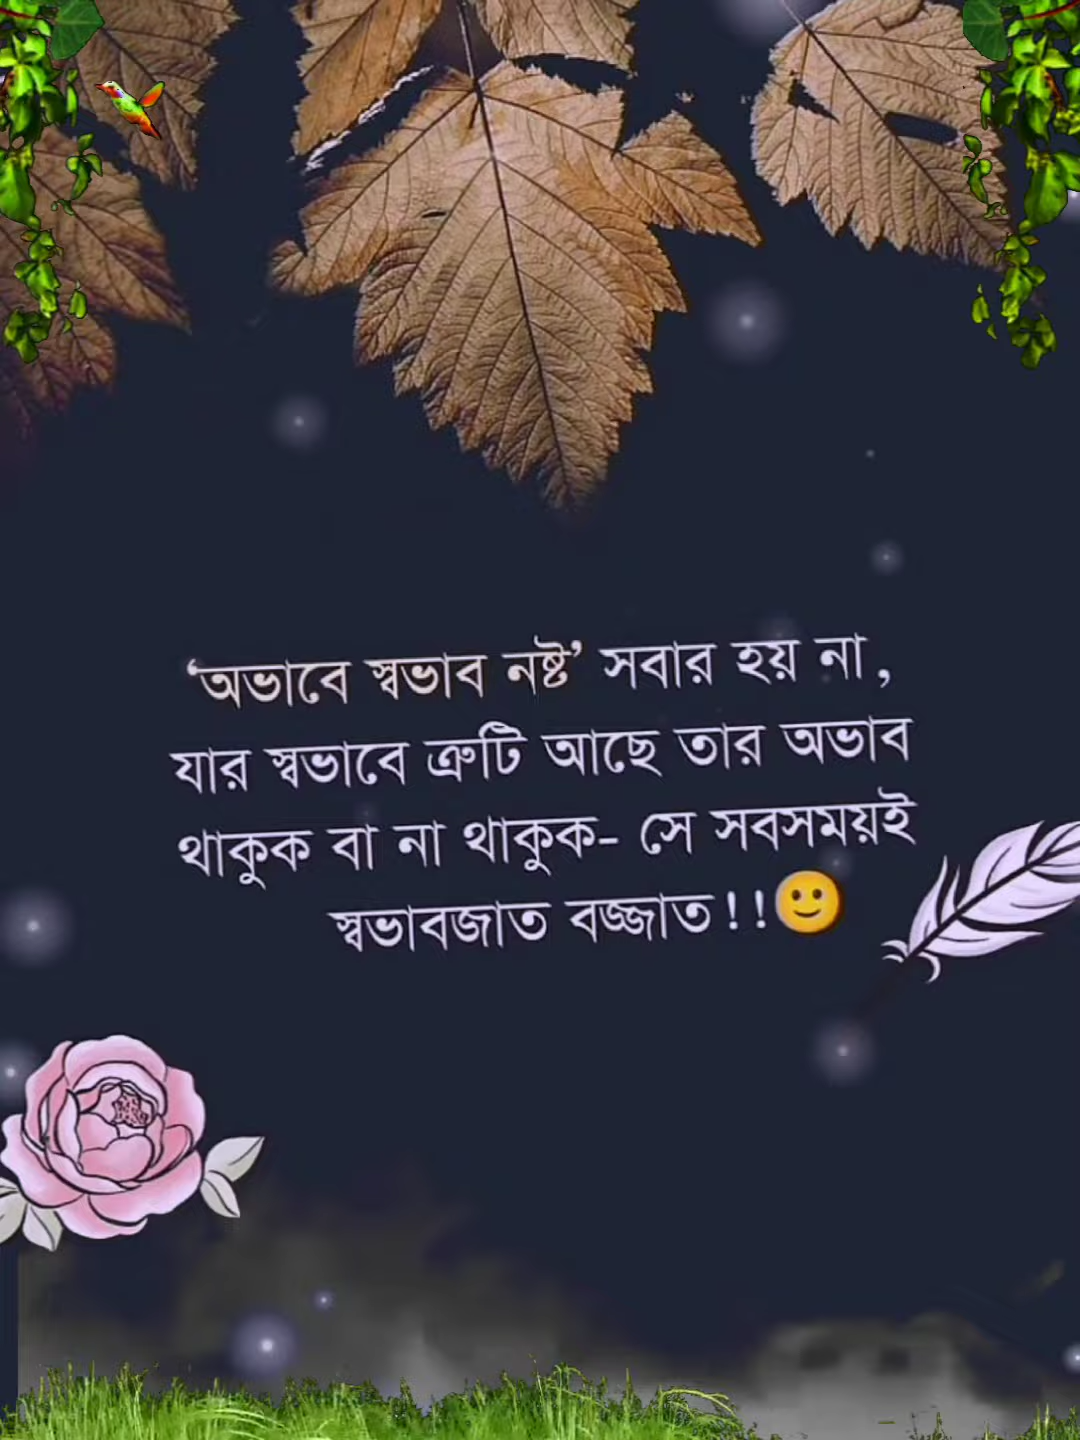 ‘অভাবে স্বভাব নষ্ট’ সবার হয় না,
যার স্বভাবে ত্রুটি আছে তার অভাব
থাকুক বা না থাকুক- সে সবসময়ই
স্বভাবজাত বজ্জাত!!🙂